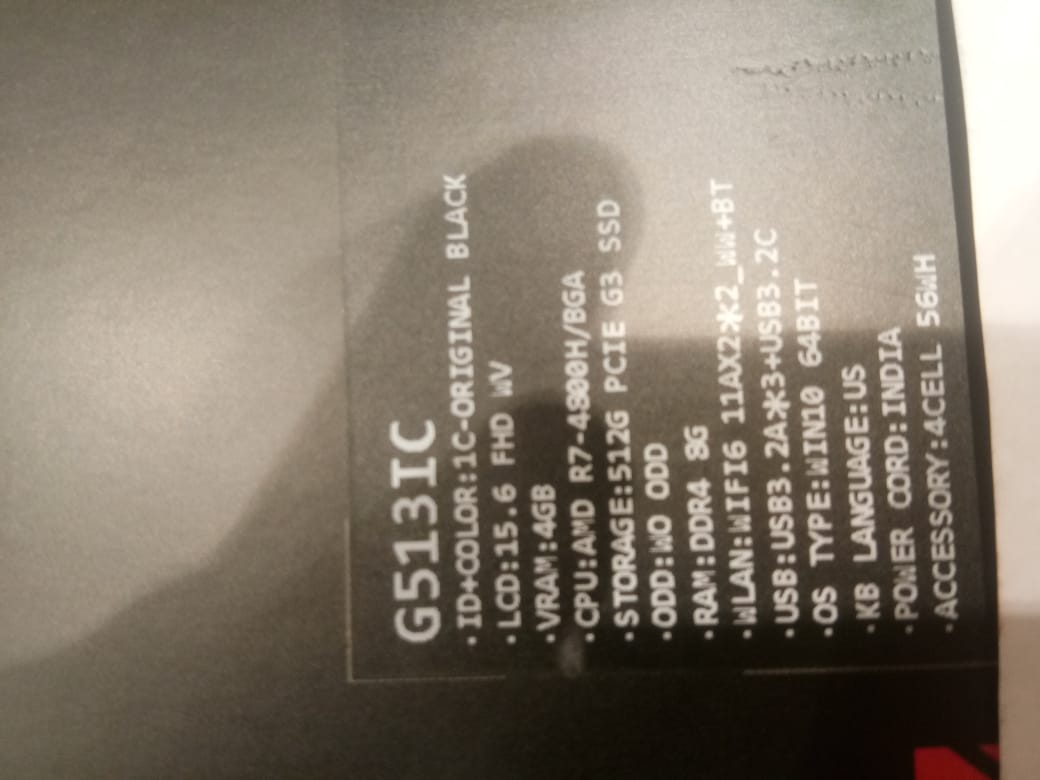 G513IC
·ID+COLOR:1C-ORIGINAL BLACK
·LCD:15.6 FHD WV
·VRAM:4GB
·CPU:AMD R7-4800H/BGA
·STORAGE:512G PCIE G3 SSD
·ODD:WO ODD
·RAM:DDR4 8G
·WLAN:WIFI6 11AX2*2_WW+BT
·USB:USB3.2A*3+USB3.2C
·OS TYPE:WIN10 64BIT
·KB LANGUAGE:US
·POWER CORD:INDIA
·ACCESSORY:4CELL 56WH